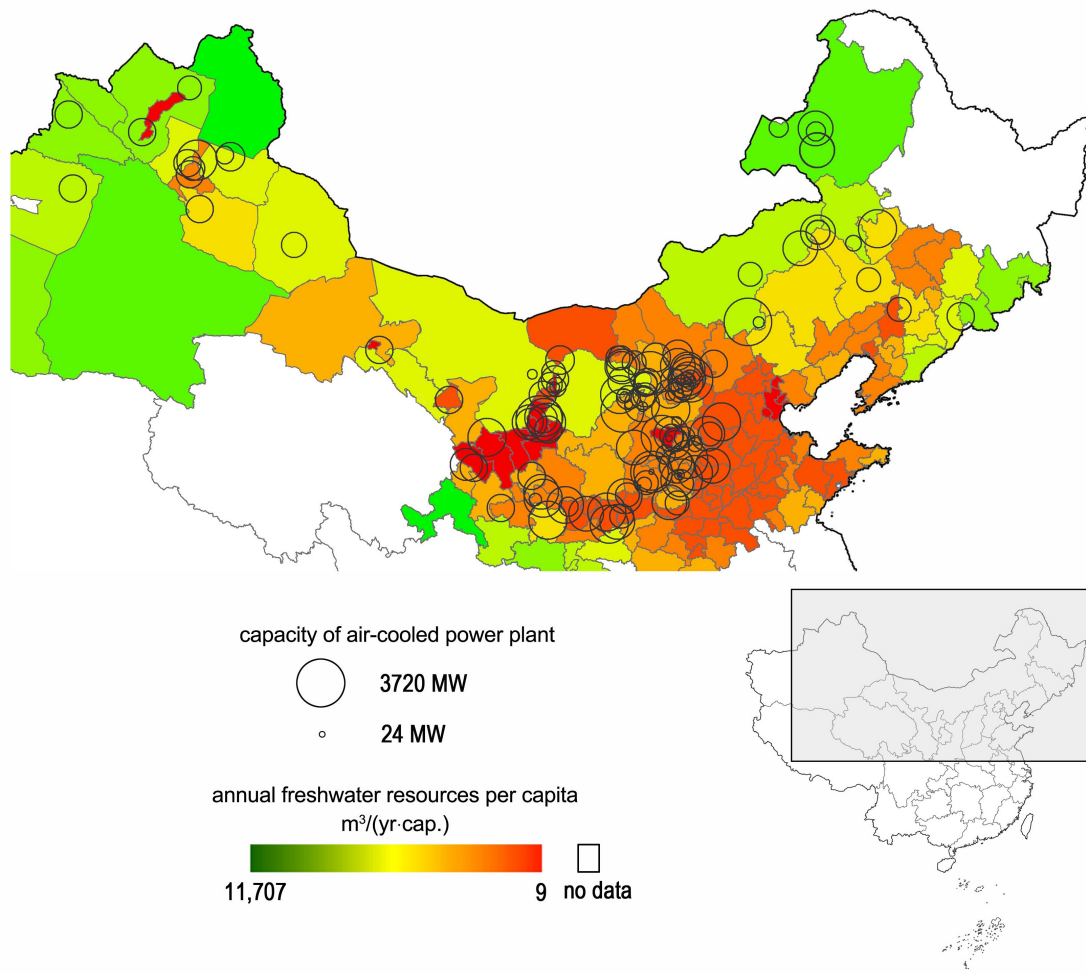 capacity of air-cooled power plant
3720 MW
24 MW
annual freshwater resources per capita
m³/(yr·cap.)
11,707 9 no data